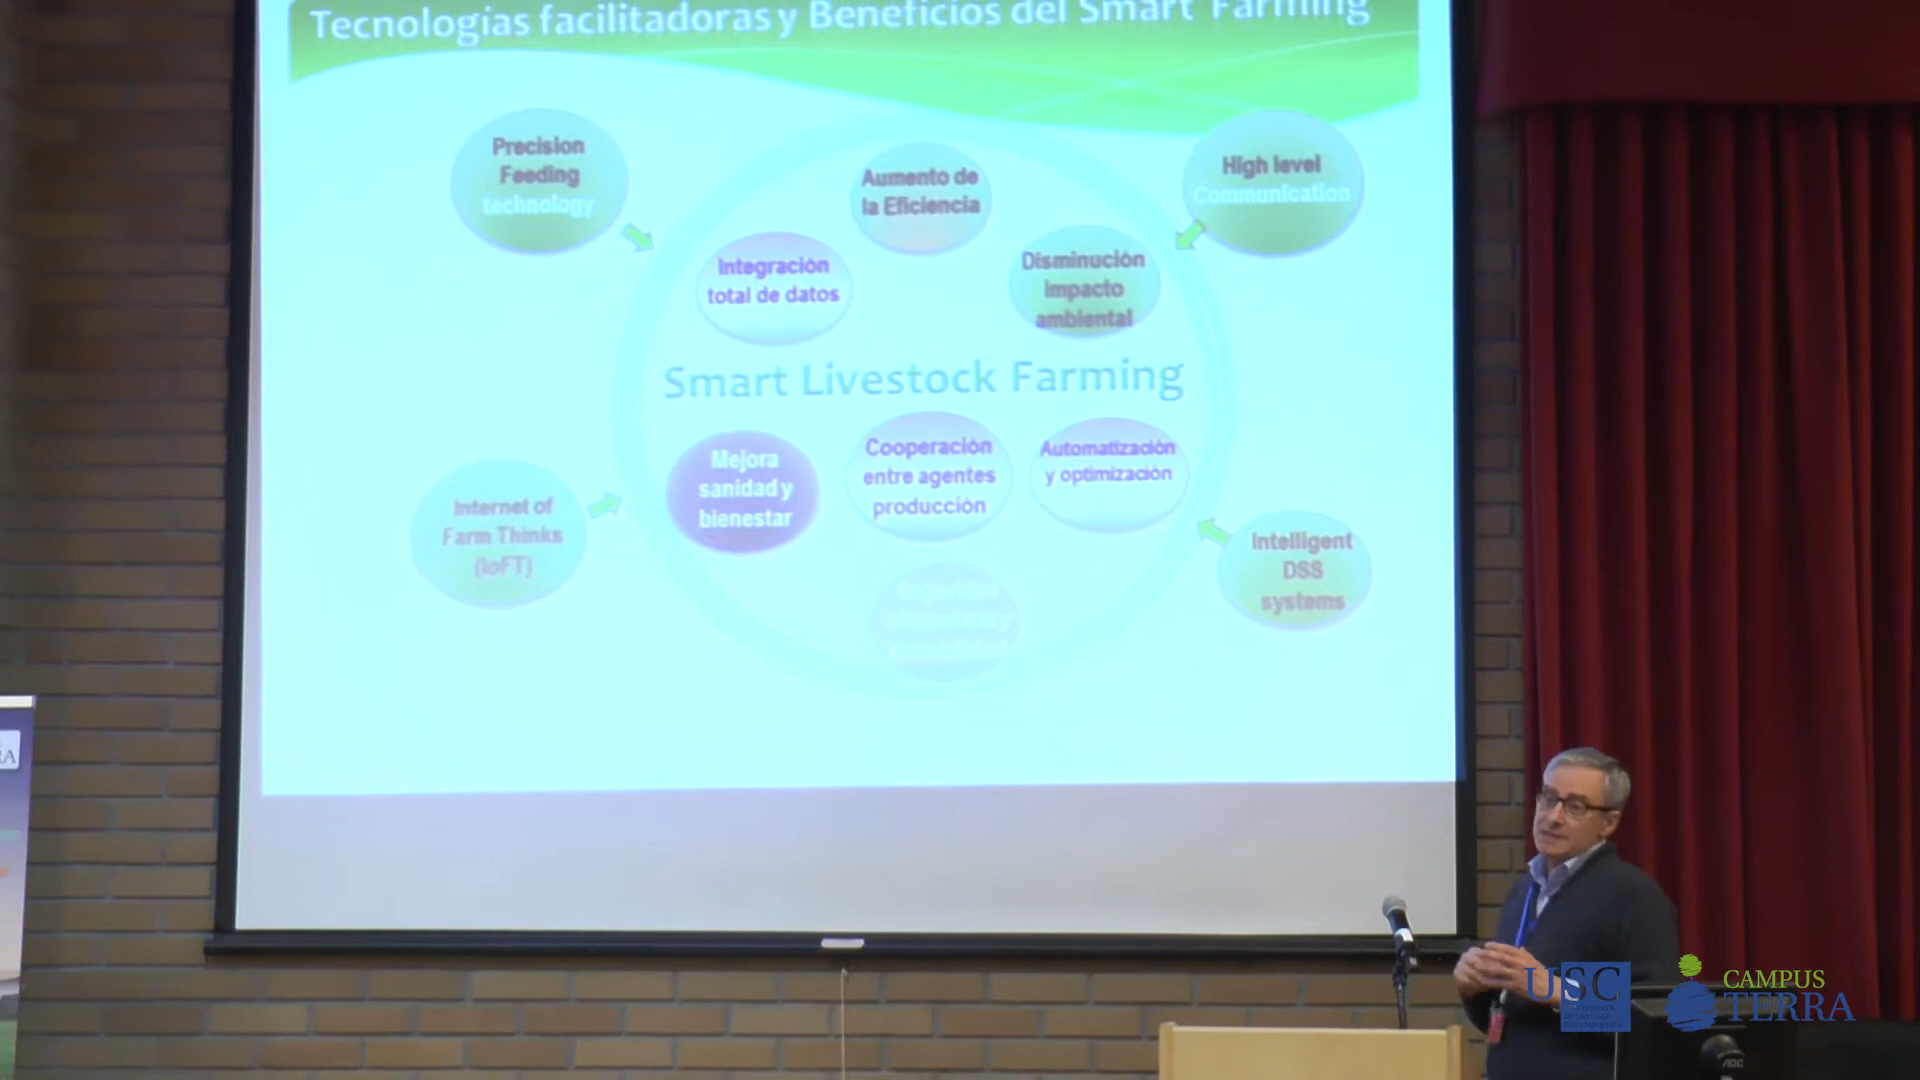 Tecnologías facilitadoras y Beneficios del Smart Farming
Precision
Feeding
technology
Aumento de
la Eficiencia
High level
Communication
Integración
total de datos
Disminución
impacto
ambiental
Smart Livestock Farming
Mejora
sanidad y
bienestar
Cooperación
entre agentes
producción
Automatización
y optimización
Internet of
Farm Thinks
(IoFT)
Intelligent
DSS
systems
RA
USC
CAMPUS
TERRA
AOC